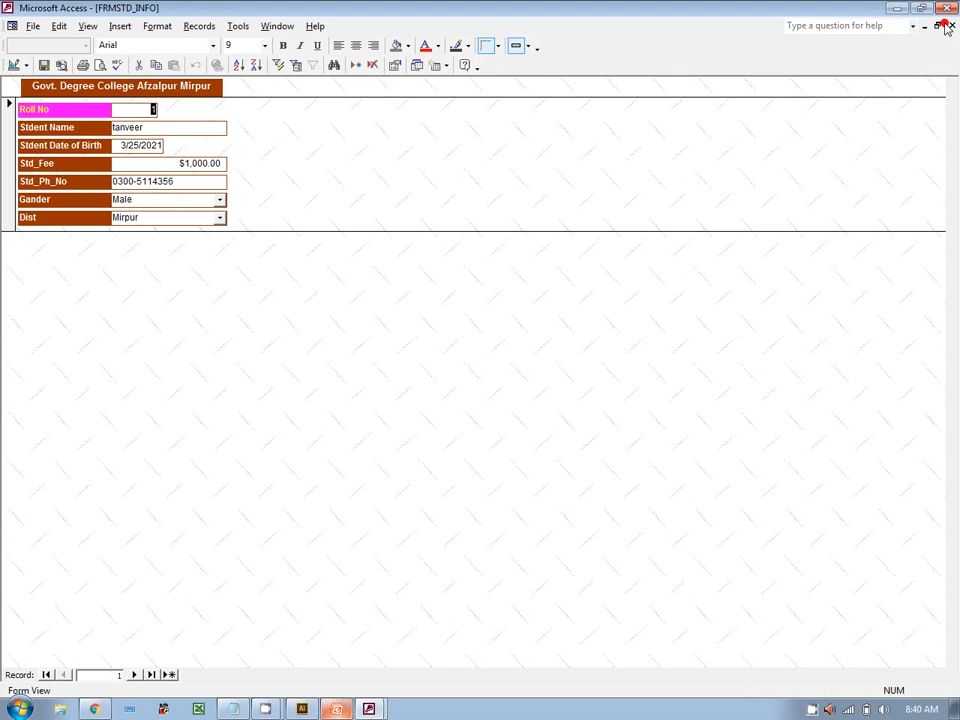 Microsoft Access - [FRMSTD_INFO]
File Edit View Insert Format Records Tools Window Help
Type a question for help
Arial 9 B I U A
Govt. Degree College Afzalpur Mirpur
Roll No 1
Stdent Name tanveer
Stdent Date of Birth 3/25/2021
Std_Fee $1,000.00
Std_Ph_No 0300-5114356
Gander Male
Dist Mirpur
Record: 1
Form View NUM
Ai 8:40 AM